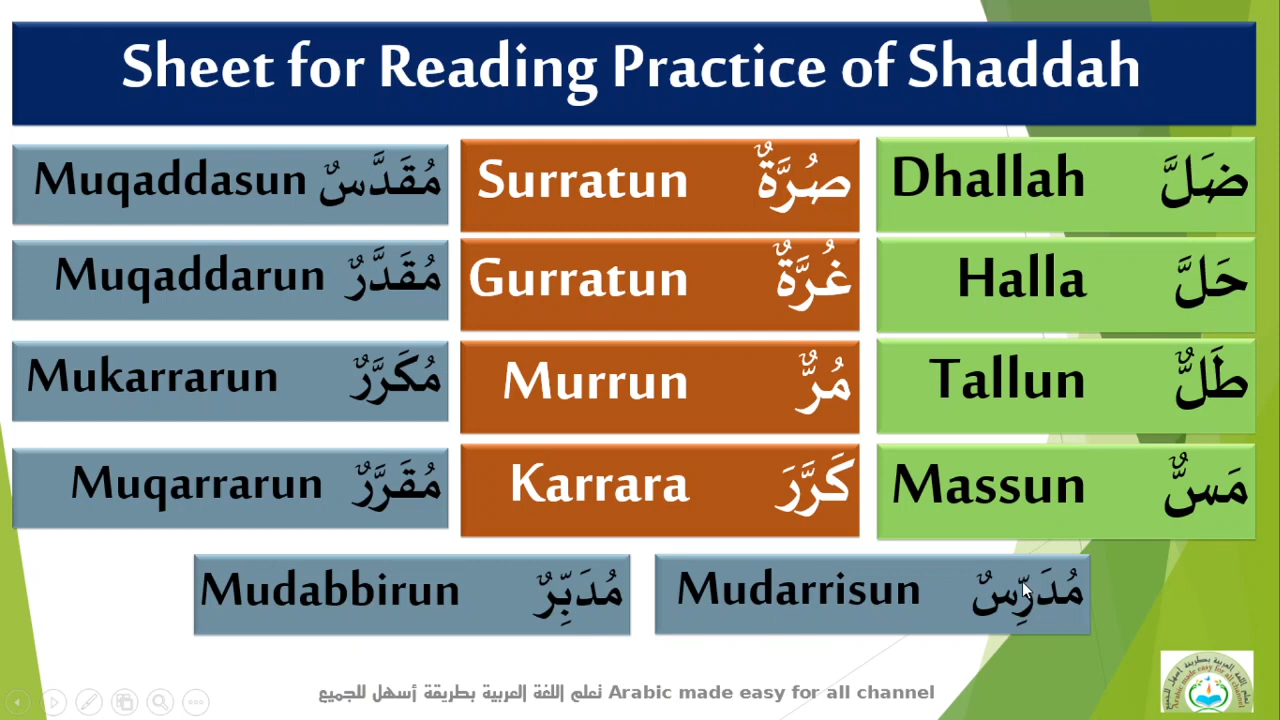 Sheet for Reading Practice of Shaddah
Muqaddasun مُقَدَّسٌ
Surratun صُرَّةٌ
Dhallah ضَلَّ
Muqaddarun مُقَدَّرٌ
Gurratun غُرَّةٌ
Halla حَلَّ
Mukarrarun مُكَرَّرٌ
Murrun مُرٌّ
Tallun طَلٌّ
Muqarrarun مُقَرَّرٌ
Karrara كَرَّرَ
Massun مَسٌّ
Mudabbirun مُدَبِّرٌ
Mudarrisun مُدَرِّسٌ
تعلم اللغة العربية بطريقة أسهل للجميع Arabic made easy for all channel